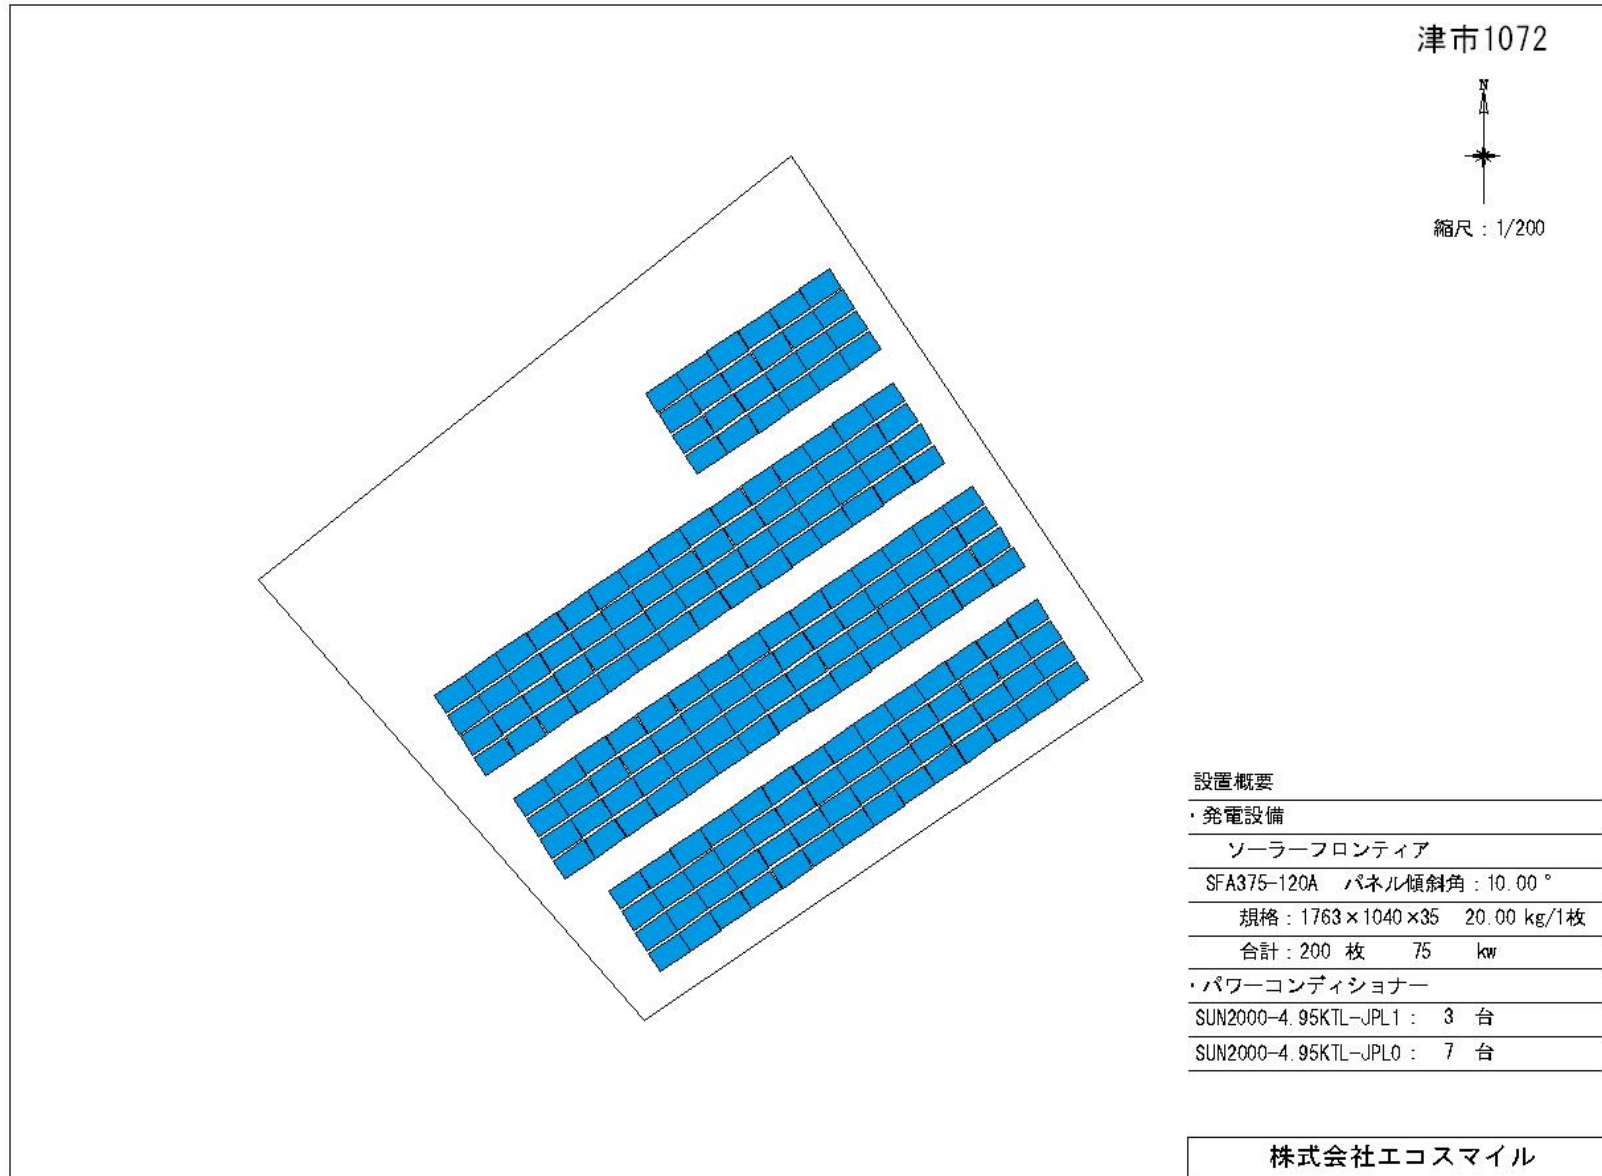 津市1072
N
縮尺：1/200
設置概要
・発電設備
ソーラーフロンティア
SFA375-120A パネル傾斜角：10.00°
規格：1763×1040×35 20.00 kg/1枚
合計：200 枚 75 kw
・パワーコンディショナー
SUN2000-4.95KTL-JPL1： 3 台
SUN2000-4.95KTL-JPL0： 7 台
株式会社エコスマイル